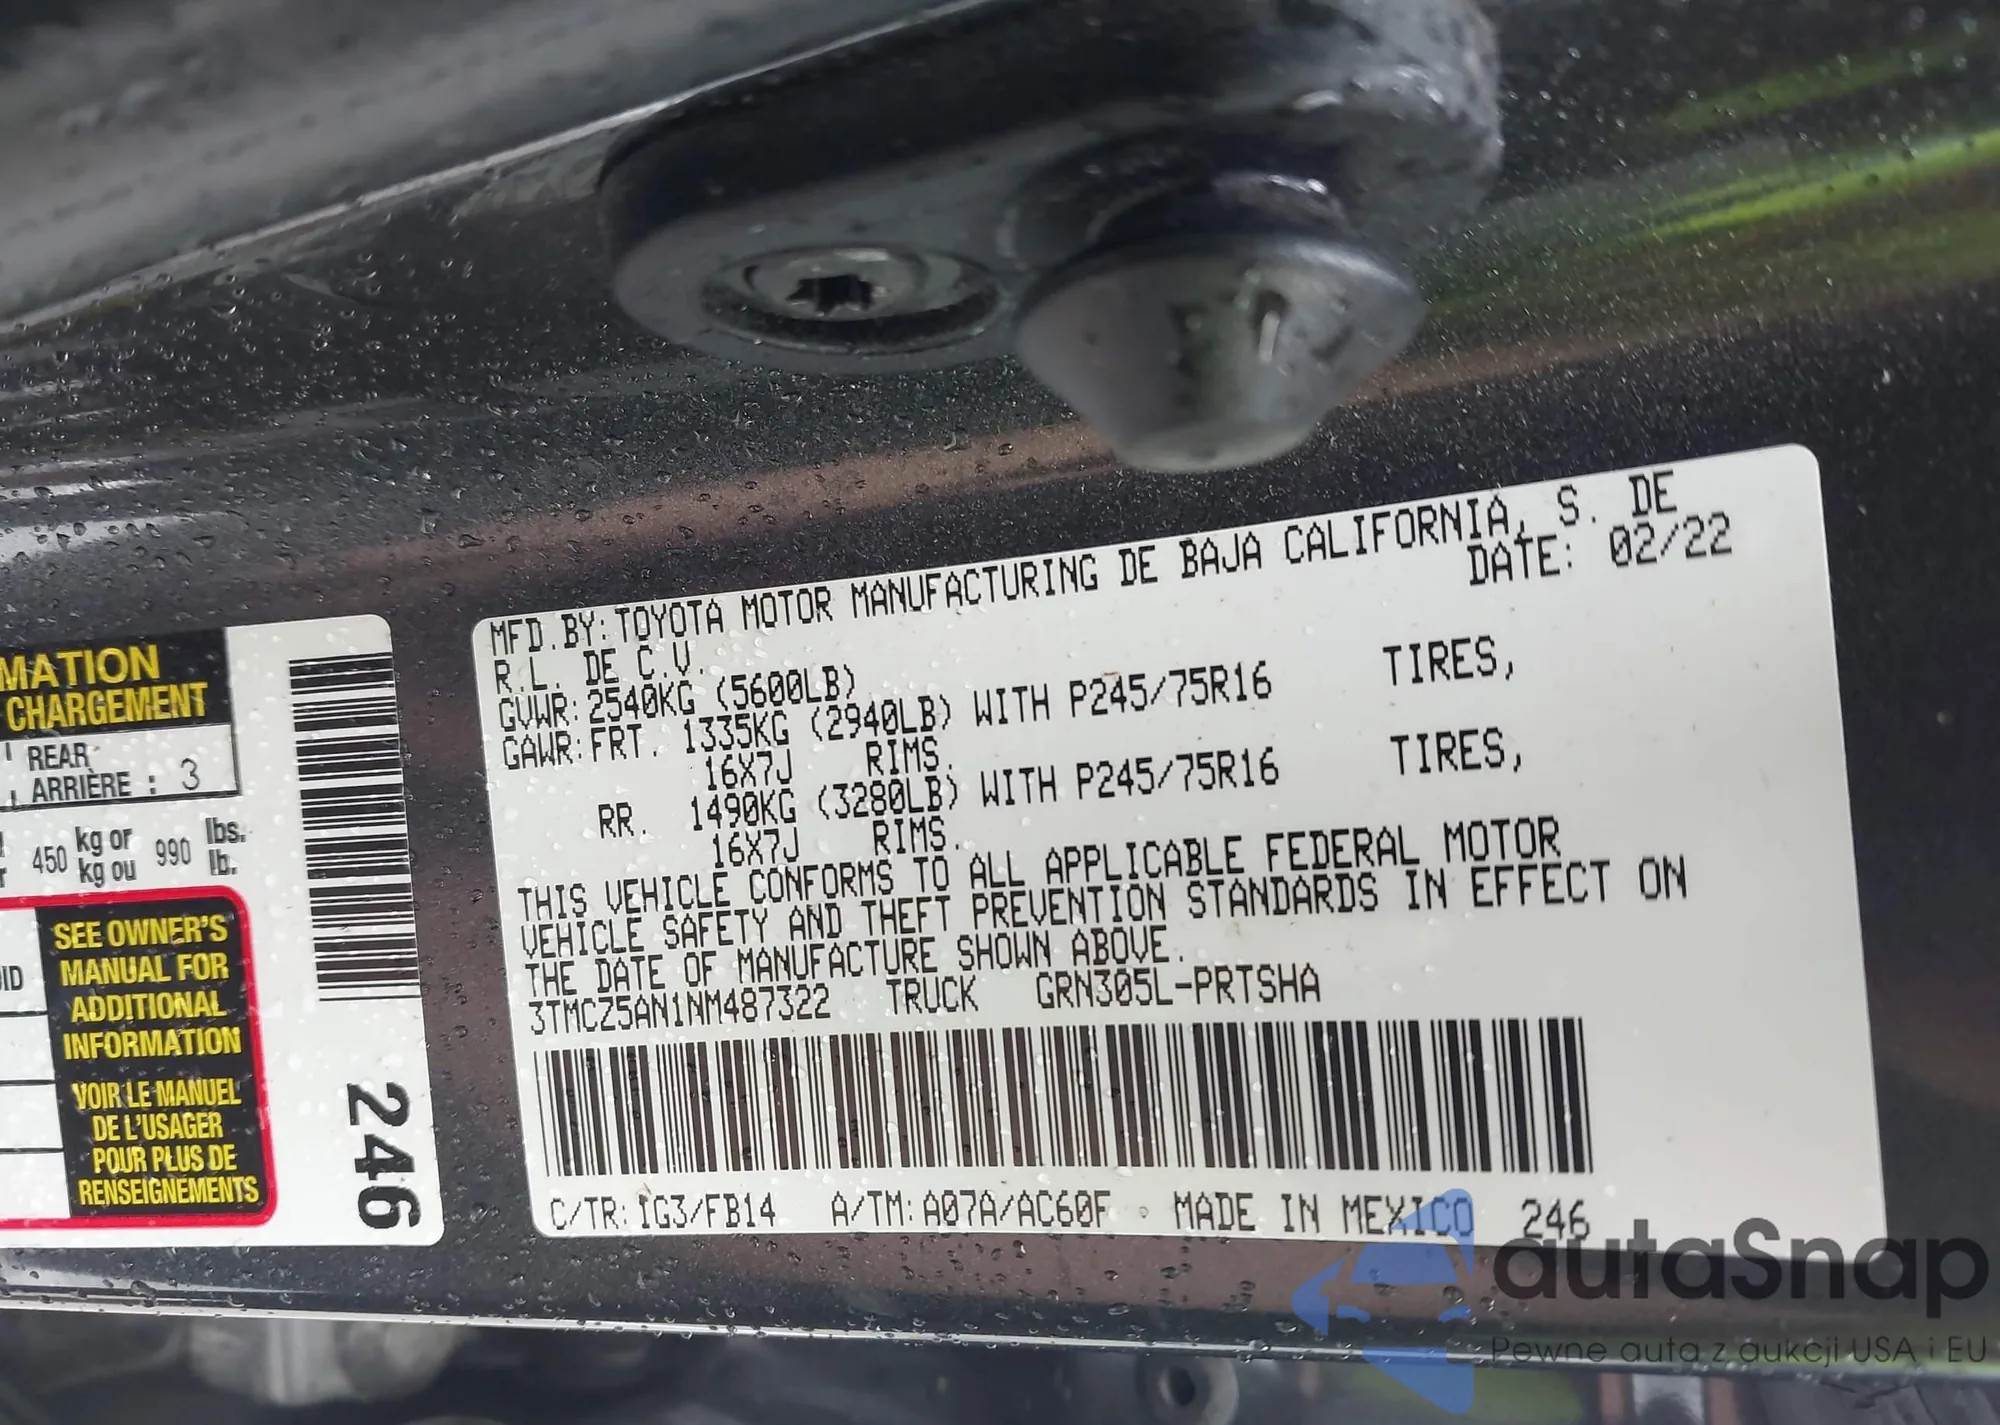 MATION
CHARGEMENT
REAR
ARRIÈRE : 3
450 kg or 990 lbs.
kg ou lb.
SEE OWNER'S
MANUAL FOR
ADDITIONAL
INFORMATION
VOIR LE MANUEL
DE L'USAGER
POUR PLUS DE
RENSEIGNEMENTS
246
MFD.BY:TOYOTA MOTOR MANUFACTURING DE BAJA CALIFORNIA, S. DE
R.L. DE C.V. DATE: 02/22
GVWR:2540KG (5600LB)
GAWR:FRT. 1335KG (2940LB) WITH P245/75R16 TIRES,
16X7J RIMS.
RR. 1490KG (3280LB) WITH P245/75R16 TIRES,
16X7J RIMS.
THIS VEHICLE CONFORMS TO ALL APPLICABLE FEDERAL MOTOR
VEHICLE SAFETY AND THEFT PREVENTION STANDARDS IN EFFECT ON
THE DATE OF MANUFACTURE SHOWN ABOVE.
3TMCZ5AN1NM487322 TRUCK GRN305L-PRTSHA
C/TR:IG3/FB14 A/TM:A07A/AC60F MADE IN MEXICO 246
autaSnap
Pewne auta z aukcji USA i EU